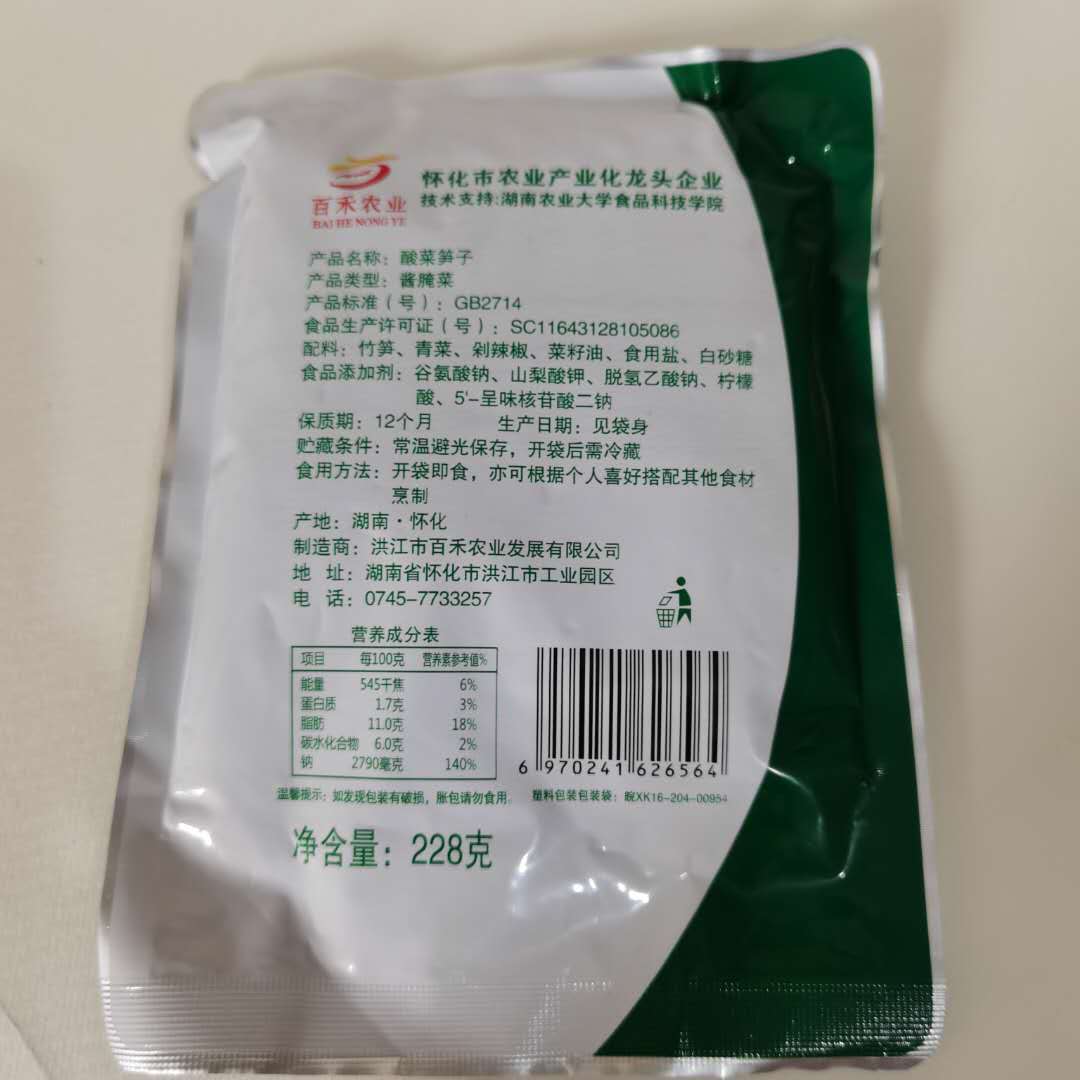 百禾农业
BAI HE NONG YE
怀化市农业产业化龙头企业
技术支持:湖南农业大学食品科技学院
产品名称：酸菜笋子
产品类型：酱腌菜
产品标准（号）：GB2714
食品生产许可证（号）：SC11643128105086
配料：竹笋、青菜、剁辣椒、菜籽油、食用盐、白砂糖
食品添加剂：谷氨酸钠、山梨酸钾、脱氢乙酸钠、柠檬
酸、5'-呈味核苷酸二钠
保质期：12个月 生产日期：见袋身
贮藏条件：常温避光保存，开袋后需冷藏
食用方法：开袋即食，亦可根据个人喜好搭配其他食材
烹制
产地：湖南·怀化
制造商：洪江市百禾农业发展有限公司
地 址：湖南省怀化市洪江市工业园区
电 话：0745-7733257
营养成分表
项目 每100克 营养素参考值%
能量 545千焦 6%
蛋白质 1.7克 3%
脂肪 11.0克 18%
碳水化合物 6.0克 2%
钠 2790毫克 140%
6 970241 626564
温馨提示：如发现包装有破损，胀包请勿食用。 塑料包装包装袋：皖XK16-204-00954
净含量：228克